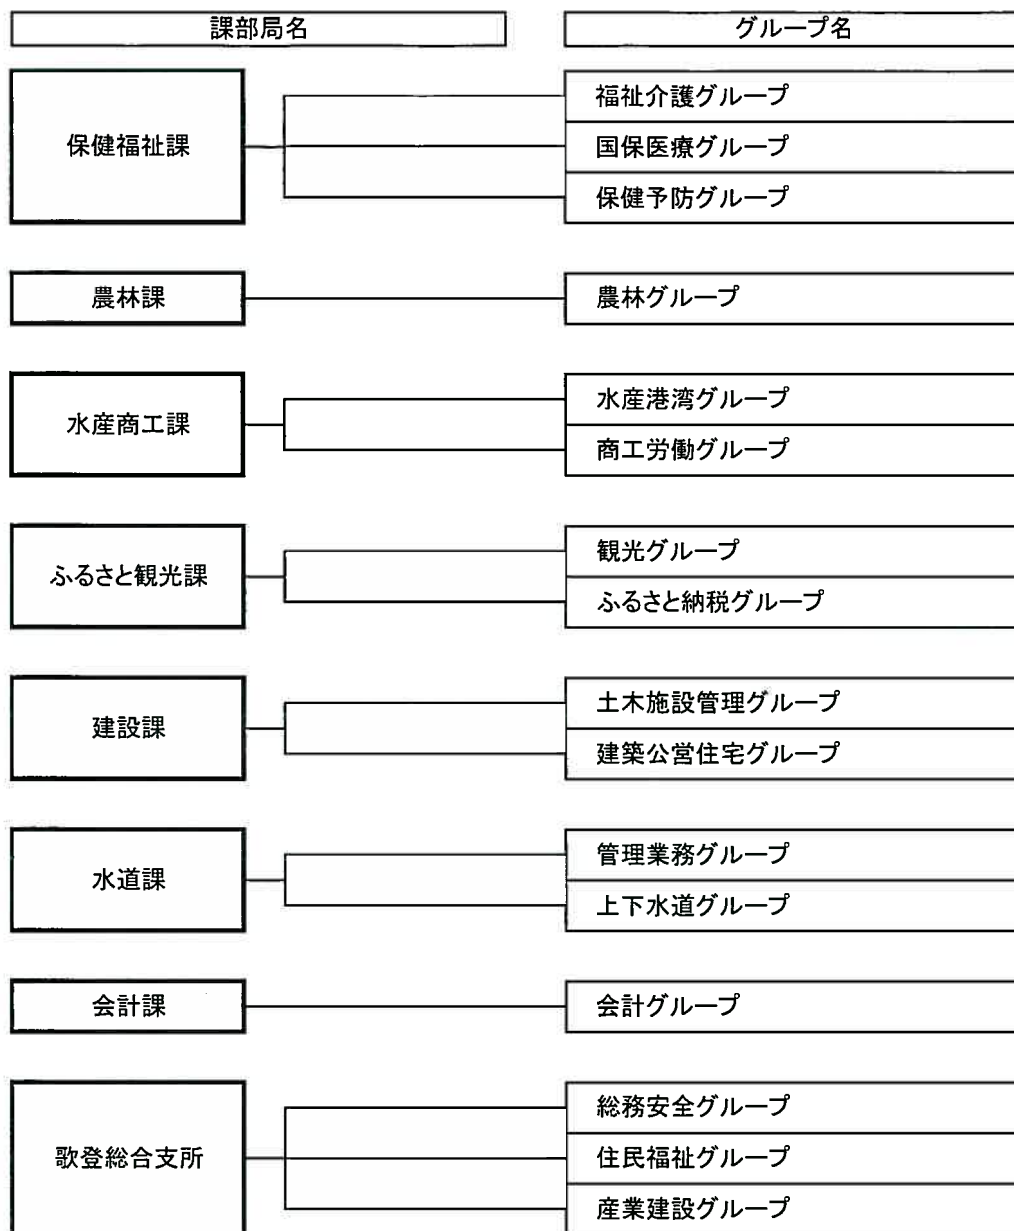 課部局名 グループ名
保健福祉課
福祉介護グループ
国保医療グループ
保健予防グループ
農林課
農林グループ
水産商工課
水産港湾グループ
商工労働グループ
ふるさと観光課
観光グループ
ふるさと納税グループ
建設課
土木施設管理グループ
建築公営住宅グループ
水道課
管理業務グループ
上下水道グループ
会計課
会計グループ
歌登総合支所
総務安全グループ
住民福祉グループ
産業建設グループ